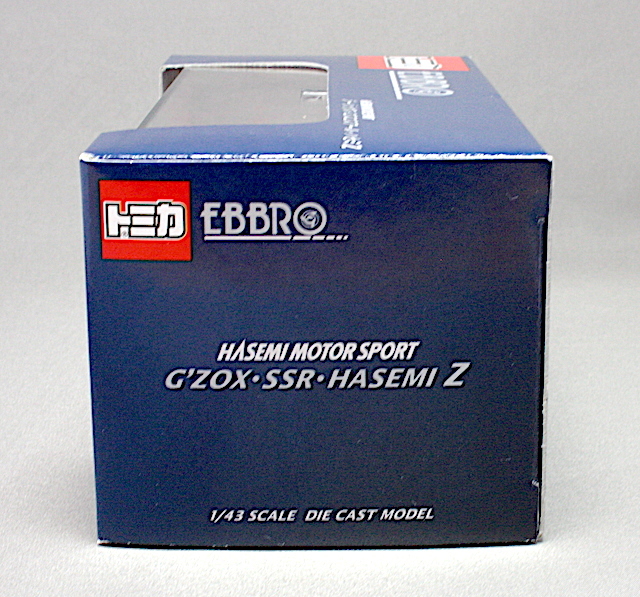 トミカ EBBRO
HASEMI MOTOR SPORT
G'ZOX・SSR・HASEMI Z
1/43 SCALE DIE CAST MODEL